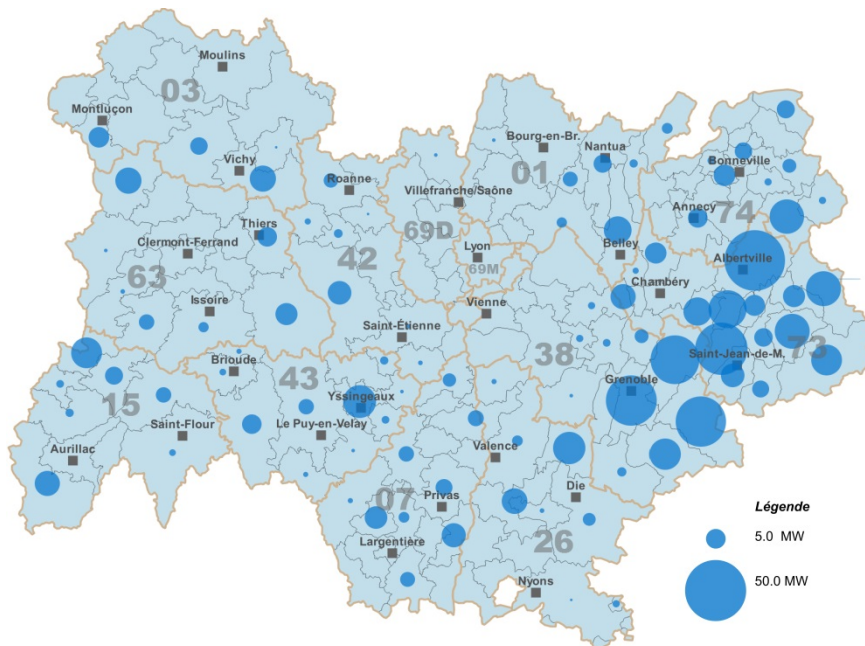 Moulins
03
Montluçon
Vichy
Bourg-en-Br.
Nantua
01
Roanne
Villefranche/Saône
Bonneville
Annecy
74
Thiers
Clermont-Ferrand
63
42
69D
Lyon
69M
Belley
Albertville
Chambéry
Issoire
Vienne
Saint-Étienne
38
Saint-Jean-de-M.
73
Brioude
43
15
Yssingeaux
Grenoble
Saint-Flour
Le Puy-en-Velay
Aurillac
Valence
Die
07
Privas
26
Largentière
Nyons
Légende
5.0 MW
50.0 MW